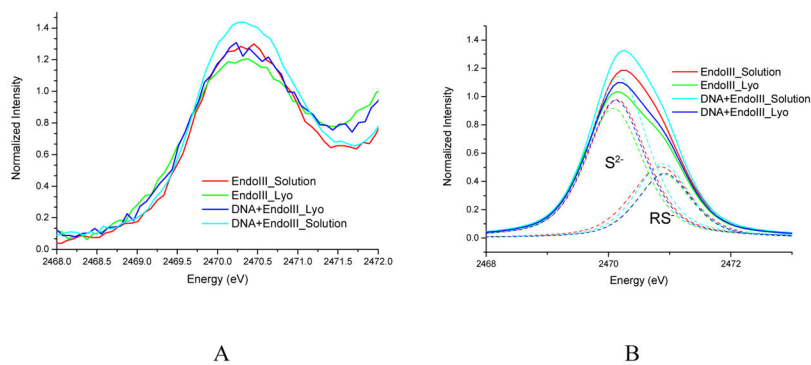 1.4
1.2
1.0
0.8
0.6
0.4
0.2
0.0
Normalized Intensity
EndoIII_Solution
EndoIII_Lyo
DNA+EndoIII_Lyo
DNA+EndoIII_Solution
2468.0 2468.5 2469.0 2469.5 2470.0 2470.5 2471.0 2471.5 2472.0
Energy (eV)
A
1.4
1.2
1.0
0.8
0.6
0.4
0.2
0.0
Normalized Intensity
EndoIII_Solution
EndoIII_Lyo
DNA+EndoIII_Solution
DNA+EndoIII_Lyo
S²⁻
RS
2468 2470 2472
Energy (eV)
B